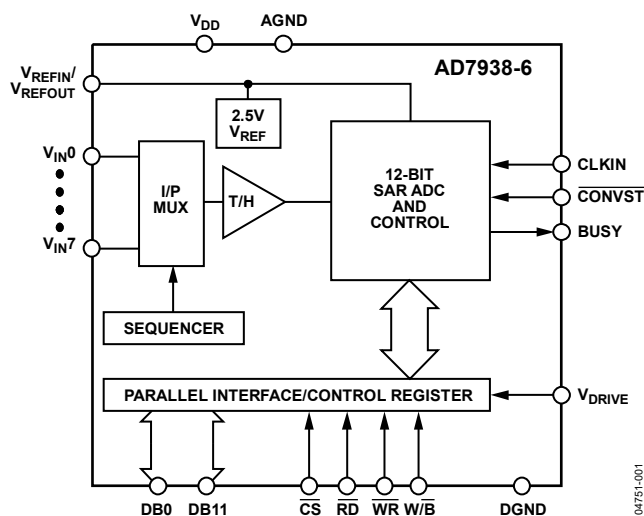 VDD
AGND
AD7938-6
VREFIN/
VREFOUT
2.5V
VREF
VIN0
VIN7
I/P
MUX
T/H
12-BIT
SAR ADC
AND
CONTROL
CLKIN
CONVST
BUSY
SEQUENCER
PARALLEL INTERFACE/CONTROL REGISTER
VDRIVE
DB0
DB11
CS
RD
WR
W/B
DGND
04751-001